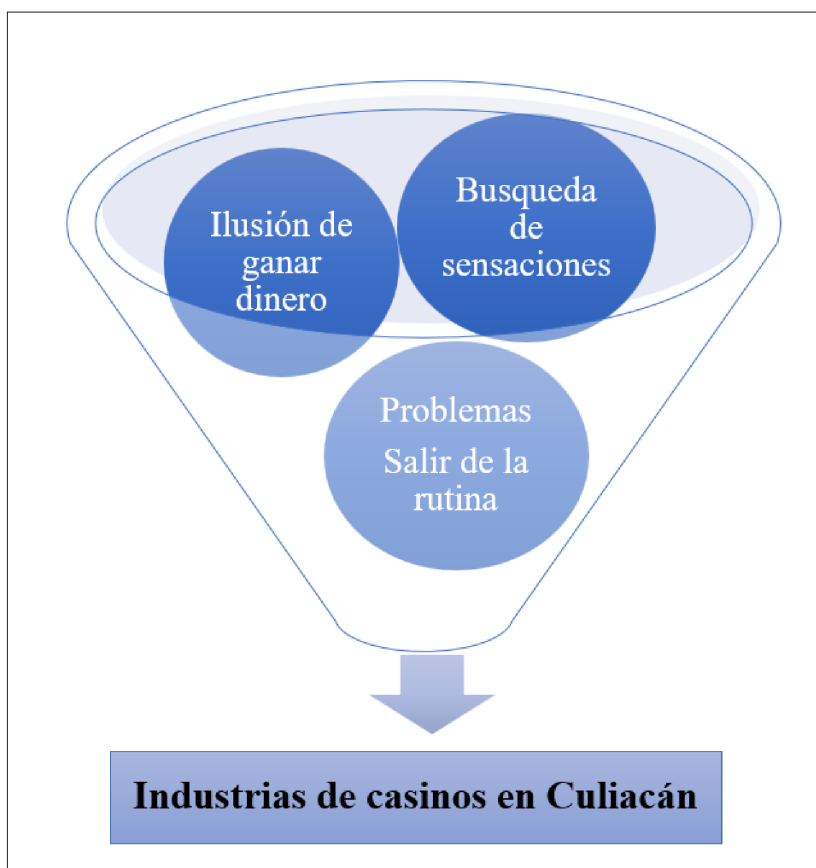 Ilusión de
ganar
dinero
Busqueda
de
sensaciones
Problemas
Salir de la
rutina
Industrias de casinos en Culiacán